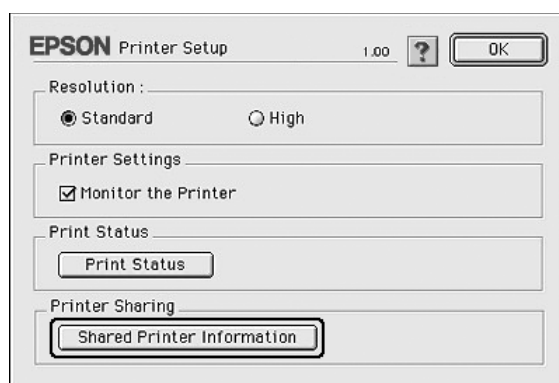 EPSON Printer Setup 1.00 ? OK
Resolution :
Standard High
Printer Settings
Monitor the Printer
Print Status
Print Status
Printer Sharing
Shared Printer Information